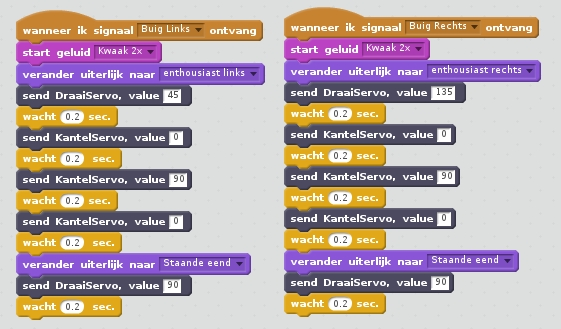 wanneer ik signaal Buig Links ontvang
start geluid Kwaak 2x
verander uiterlijk naar enthousiast links
send DraaiServo, value 45
wacht 0.2 sec.
send KantelServo, value 0
wacht 0.2 sec.
send KantelServo, value 90
wacht 0.2 sec.
send KantelServo, value 0
wacht 0.2 sec.
verander uiterlijk naar Staande eend
send DraaiServo, value 90
wacht 0.2 sec.
wanneer ik signaal Buig Rechts ontvang
start geluid Kwaak 2x
verander uiterlijk naar enthousiast rechts
send DraaiServo, value 135
wacht 0.2 sec.
send KantelServo, value 0
wacht 0.2 sec.
send KantelServo, value 90
wacht 0.2 sec.
send KantelServo, value 0
wacht 0.2 sec.
verander uiterlijk naar Staande eend
send DraaiServo, value 90
wacht 0.2 sec.